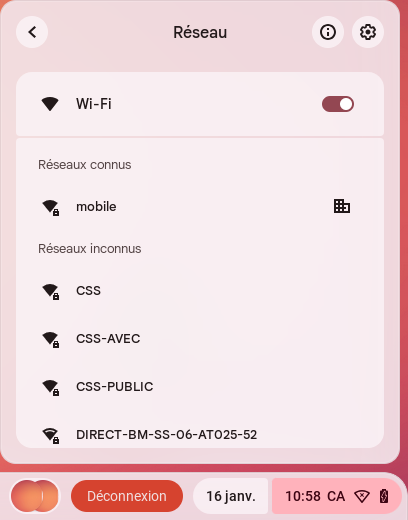 Réseau
Wi-Fi
Réseaux connus
mobile
Réseaux inconnus
CSS
CSS-AVEC
CSS-PUBLIC
DIRECT-BM-SS-06-AT025-52
Déconnexion 16 janv. 10:58 CA